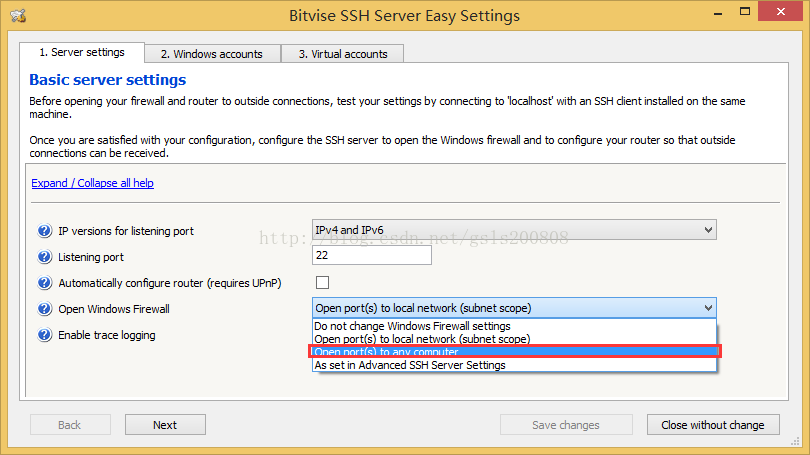 Bitvise SSH Server Easy Settings
1. Server settings
2. Windows accounts
3. Virtual accounts
Basic server settings
Before opening your firewall and router to outside connections, test your settings by connecting to 'localhost' with an SSH client installed on the same
machine.
Once you are satisfied with your configuration, configure the SSH server to open the Windows firewall and to configure your router so that outside
connections can be received.
Expand / Collapse all help
IP versions for listening port
IPv4 and IPv6
http://blog.csdn.net/gsls200808
Listening port
22
Automatically configure router (requires UPnP)
Open Windows Firewall
Open port(s) to local network (subnet scope)
Do not change Windows Firewall settings
Open port(s) to local network (subnet scope)
Enable trace logging
Open port(s) to any computer
As set in Advanced SSH Server Settings
Back
Next
Save changes
Close without change